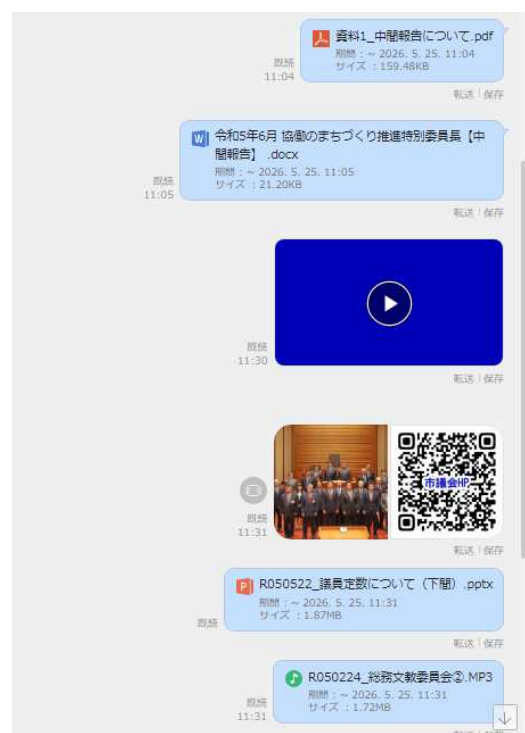 資料1_中間報告について.pdf
期間：~ 2026. 5. 25. 11:04
サイズ ：159.48KB
既読
11:04
転送 | 保存
令和5年6月 協働のまちづくり推進特別委員長【中
間報告】 .docx
期間：~ 2026. 5. 25. 11:05
サイズ ：21.20KB
既読
11:05
転送 | 保存
既読
11:30
転送 | 保存
市議会HP
既読
11:31
転送 | 保存
R050522_議員定数について（下間）.pptx
期間：~ 2026. 5. 25. 11:31
サイズ ：1.87MB
既読
転送 | 保存
R050224_総務文教委員会②.MP3
期間：~ 2026. 5. 25. 11:31
サイズ ：1.72MB
既読
11:31